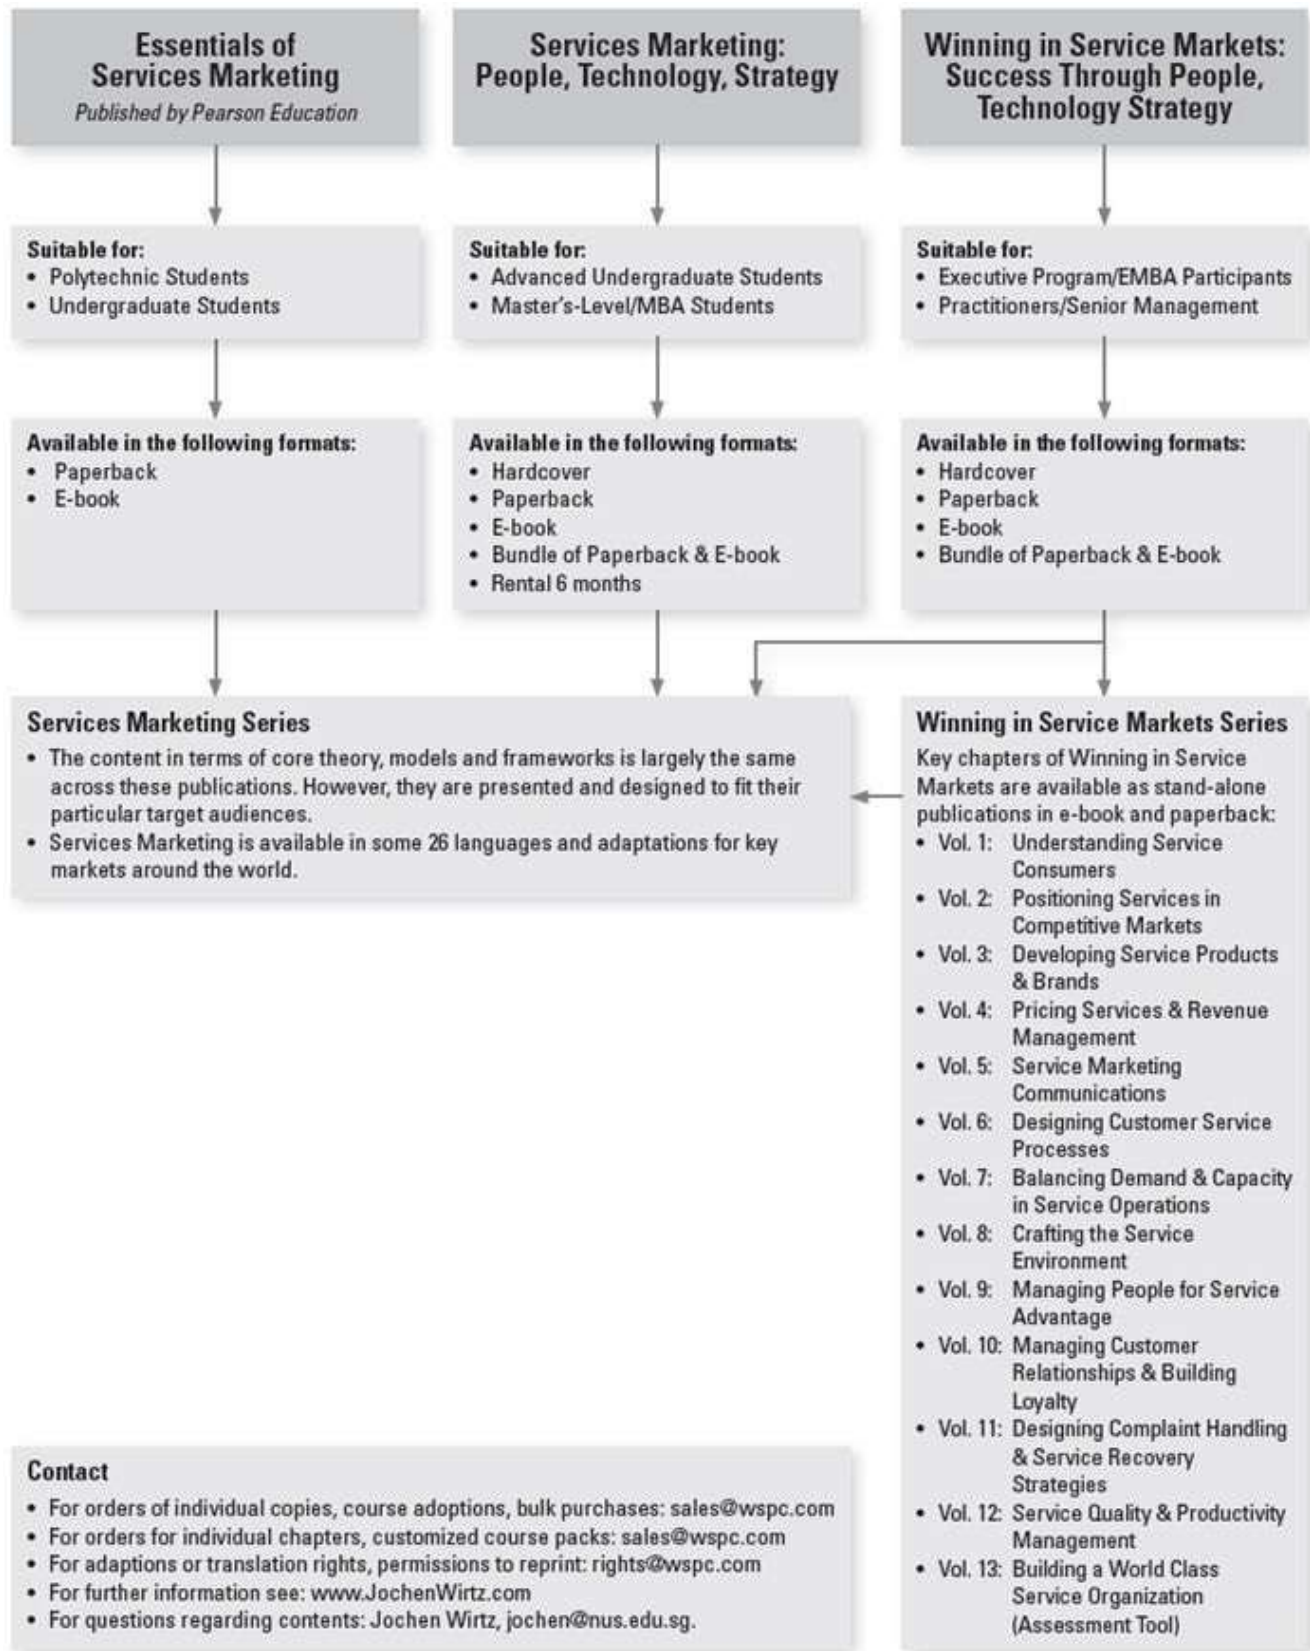 Essentials of
Services Marketing
Published by Pearson Education
Services Marketing:
People, Technology, Strategy
Winning in Service Markets:
Success Through People,
Technology Strategy
Suitable for:
• Polytechnic Students
• Undergraduate Students
Suitable for:
• Advanced Undergraduate Students
• Master's-Level/MBA Students
Suitable for:
• Executive Program/EMBA Participants
• Practitioners/Senior Management
Available in the following formats:
• Paperback
• E-book
Available in the following formats:
• Hardcover
• Paperback
• E-book
• Bundle of Paperback & E-book
• Rental 6 months
Available in the following formats:
• Hardcover
• Paperback
• E-book
• Bundle of Paperback & E-book
Services Marketing Series
• The content in terms of core theory, models and frameworks is largely the same
across these publications. However, they are presented and designed to fit their
particular target audiences.
• Services Marketing is available in some 26 languages and adaptations for key
markets around the world.
Winning in Service Markets Series
Key chapters of Winning in Service
Markets are available as stand-alone
publications in e-book and paperback:
• Vol. 1: Understanding Service
Consumers
• Vol. 2: Positioning Services in
Competitive Markets
• Vol. 3: Developing Service Products
& Brands
• Vol. 4: Pricing Services & Revenue
Management
• Vol. 5: Service Marketing
Communications
• Vol. 6: Designing Customer Service
Processes
• Vol. 7: Balancing Demand & Capacity
in Service Operations
• Vol. 8: Crafting the Service
Environment
• Vol. 9: Managing People for Service
Advantage
• Vol. 10: Managing Customer
Relationships & Building
Loyalty
• Vol. 11: Designing Complaint Handling
& Service Recovery
Strategies
• Vol. 12: Service Quality & Productivity
Management
• Vol. 13: Building a World Class
Service Organization
(Assessment Tool)
Contact
• For orders of individual copies, course adoptions, bulk purchases: sales@wspc.com
• For orders for individual chapters, customized course packs: sales@wspc.com
• For adaptions or translation rights, permissions to reprint: rights@wspc.com
• For further information see: www.JochenWirtz.com
• For questions regarding contents: Jochen Wirtz, jochen@nus.edu.sg.